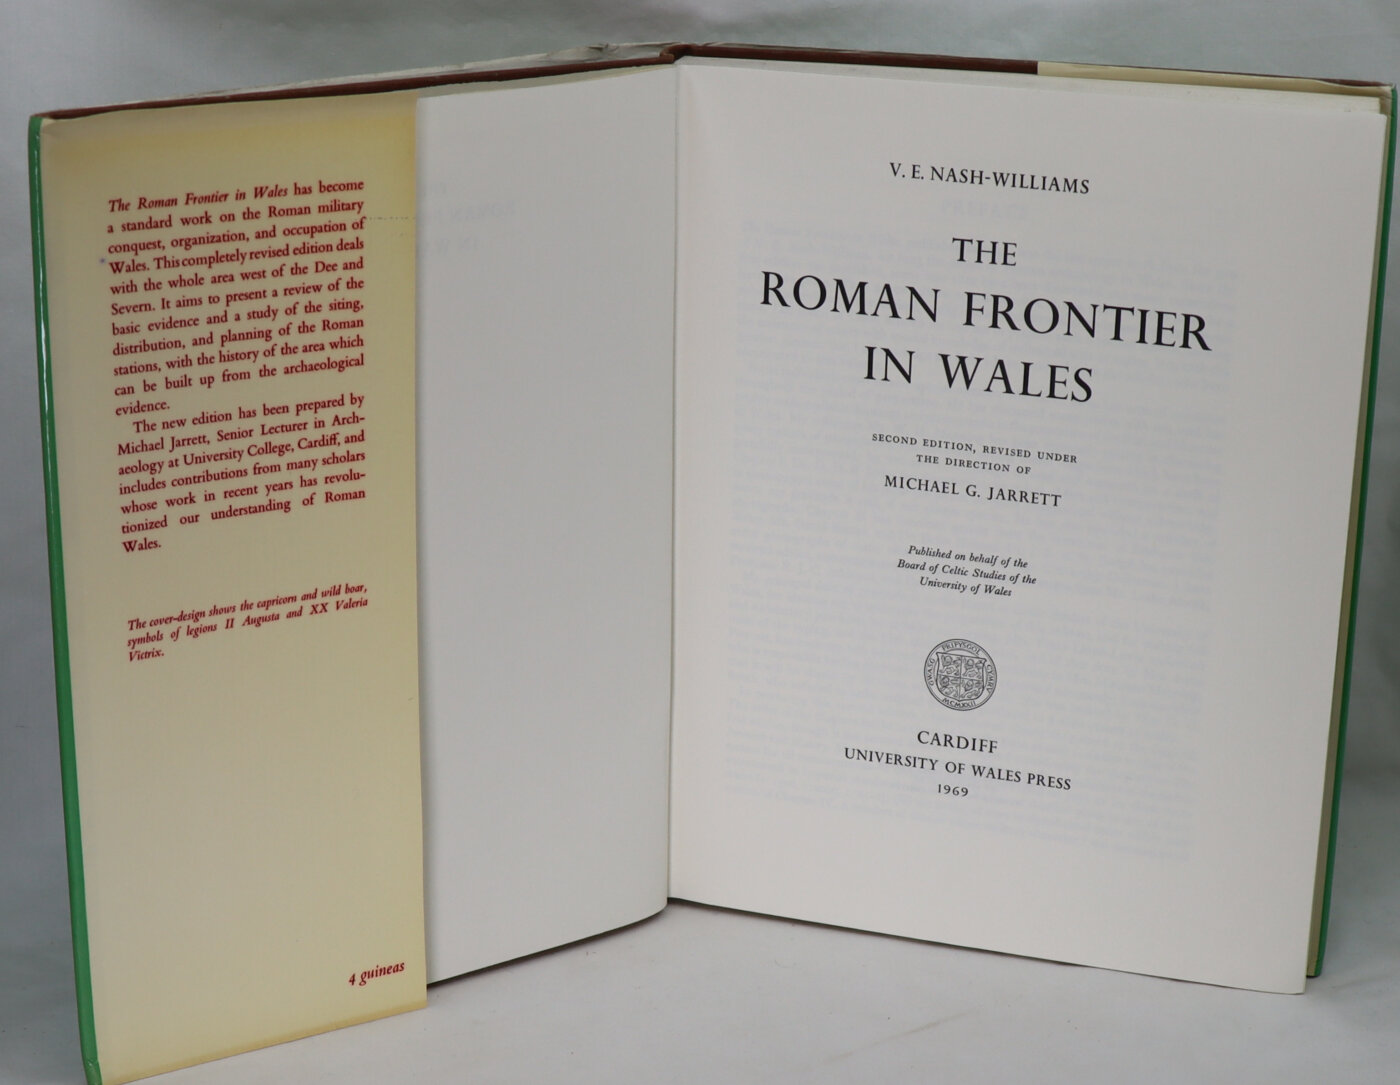 The Roman Frontier in Wales has become
a standard work on the Roman military
conquest, organization, and occupation of
Wales. This completely revised edition deals
with the whole area west of the Dee and
Severn. It aims to present a review of the
basic evidence and a study of the siting,
distribution, and planning of the Roman
stations, with the history of the area which
can be built up from the archaeological
evidence.
The new edition has been prepared by
Michael Jarrett, Senior Lecturer in Arch-
aeology at University College, Cardiff, and
includes contributions from many scholars
whose work in recent years has revolu-
tionized our understanding of Roman
Wales.
The cover-design shows the capricorn and wild boar,
symbols of legions II Augusta and XX Valeria
Victrix.
4 guineas
V. E. NASH-WILLIAMS
THE
ROMAN FRONTIER
IN WALES
SECOND EDITION, REVISED UNDER
THE DIRECTION OF
MICHAEL G. JARRETT
Published on behalf of the
Board of Celtic Studies of the
University of Wales
GWASG PRIFYSGOL CYMRU
MCMXXII
CARDIFF
UNIVERSITY OF WALES PRESS
1969